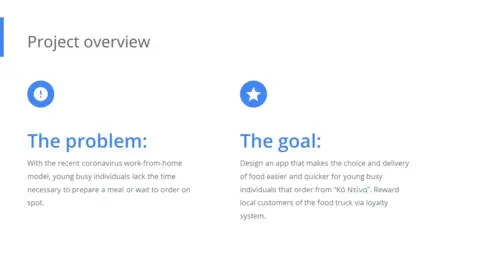 Project overview
The problem:
With the recent coronavirus work-from-home
model, young busy individuals lack the time
necessary to prepare a meal or wait to order on
spot.
The goal:
Design an app that makes the choice and delivery
of food easier and quicker for young busy
individuals that order from “Κά Ντίνα”. Reward
local customers of the food truck via loyalty
system.